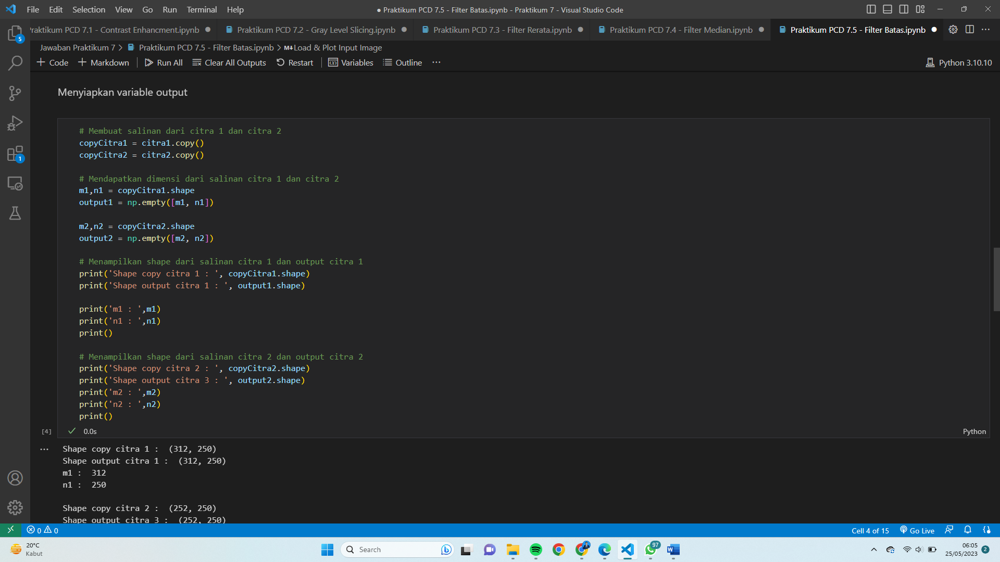 File Edit Selection View Go Run Terminal Help
● Praktikum PCD 7.5 - Filter Batas.ipynb - Praktikum 7 - Visual Studio Code
Praktikum PCD 7.1 - Contrast Enhancment.ipynb
Praktikum PCD 7.2 - Gray Level Slicing.ipynb
Praktikum PCD 7.3 - Filter Rerata.ipynb
Praktikum PCD 7.4 - Filter Median.ipynb
Praktikum PCD 7.5 - Filter Batas.ipynb
Jawaban Praktikum 7 > Praktikum PCD 7.5 - Filter Batas.ipynb > M↓Load & Plot Input Image
+ Code + Markdown Run All Clear All Outputs Restart Variables Outline ...
Python 3.10.10
Menyiapkan variable output
# Membuat salinan dari citra 1 dan citra 2
copyCitra1 = citra1.copy()
copyCitra2 = citra2.copy()
# Mendapatkan dimensi dari salinan citra 1 dan citra 2
m1,n1 = copyCitra1.shape
output1 = np.empty([m1, n1])
m2,n2 = copyCitra2.shape
output2 = np.empty([m2, n2])
# Menampilkan shape dari salinan citra 1 dan output citra 1
print('Shape copy citra 1 : ', copyCitra1.shape)
print('Shape output citra 1 : ', output1.shape)
print('m1 : ',m1)
print('n1 : ',n1)
print()
# Menampilkan shape dari salinan citra 2 dan output citra 2
print('Shape copy citra 2 : ', copyCitra2.shape)
print('Shape output citra 3 : ', output2.shape)
print('m2 : ',m2)
print('n2 : ',n2)
print()
[4] ✓ 0.0s
Python
... Shape copy citra 1 :  (312, 250)
Shape output citra 1 :  (312, 250)
m1 :  312
n1 :  250
Shape copy citra 2 :  (252, 250)
Shape output citra 3 :  (252, 250)
5
1
0 0
Cell 4 of 15 Go Live
20°C
Kabut
Search
97
06:05
25/05/2023
2